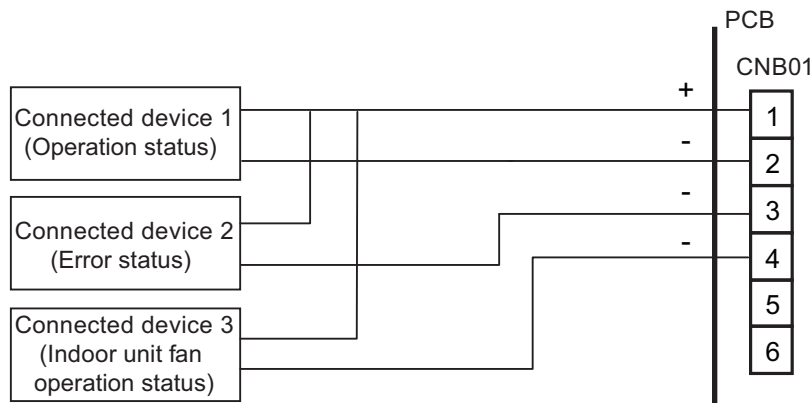 PCB
CNB01
Connected device 1
(Operation status)
+
1
-
2
Connected device 2
(Error status)
-
3
-
4
Connected device 3
(Indoor unit fan
operation status)
5
6